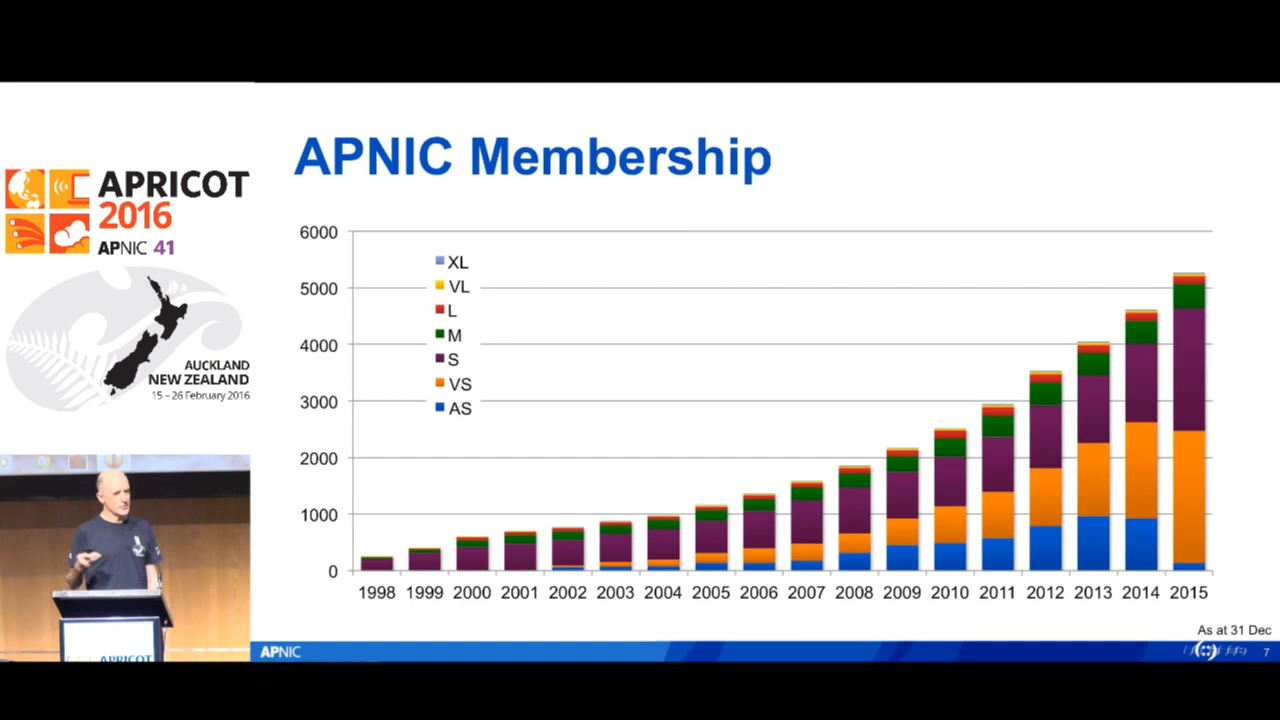 APRICOT
2016
APNIC 41
AUCKLAND
NEW ZEALAND
15 – 26 February 2016
APRICOT
APNIC Membership
6000
5000
4000
3000
2000
1000
0
XL
VL
L
M
S
VS
AS
1998 1999 2000 2001 2002 2003 2004 2005 2006 2007 2008 2009 2010 2011 2012 2013 2014 2015
As at 31 Dec
APNIC
7